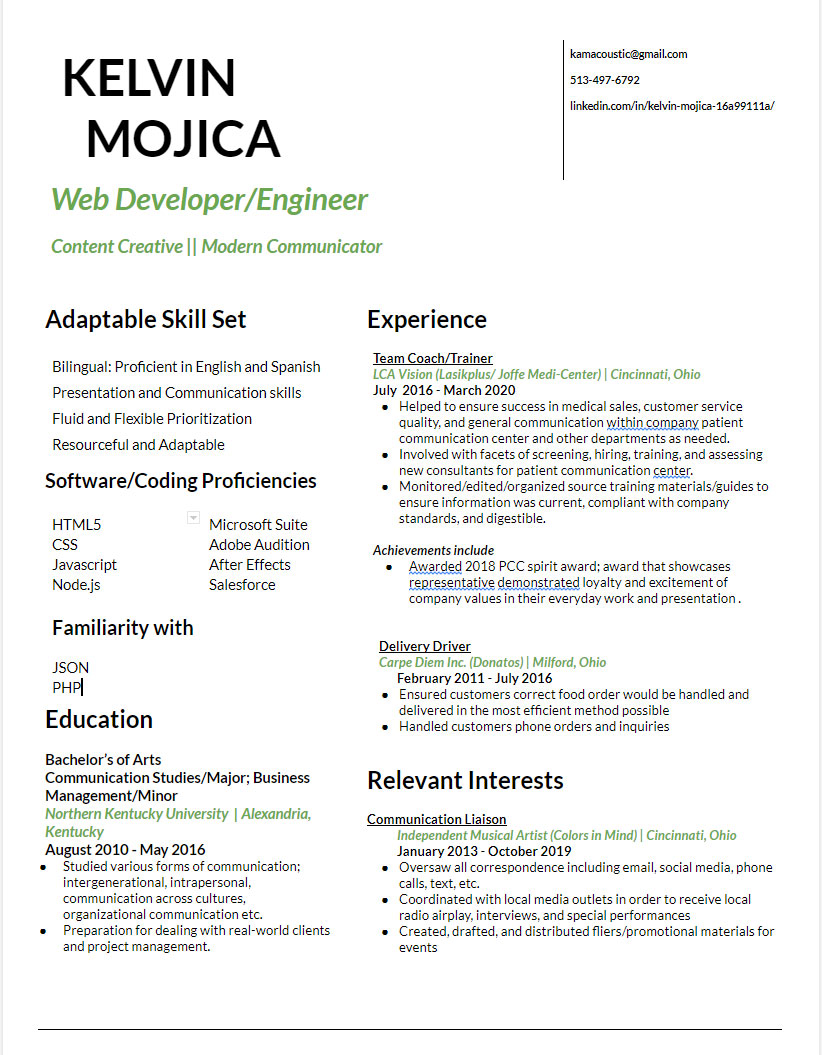 KELVIN
MOJICA
Web Developer/Engineer
Content Creative || Modern Communicator
kamacoustic@gmail.com
513-497-6792
linkedin.com/in/kelvin-mojica-16a99111a/
Adaptable Skill Set
Bilingual: Proficient in English and Spanish
Presentation and Communication skills
Fluid and Flexible Prioritization
Resourceful and Adaptable
Software/Coding Proficiencies
HTML5
CSS
Javascript
Node.js
Microsoft Suite
Adobe Audition
After Effects
Salesforce
Familiarity with
JSON
PHP
Education
Bachelor's of Arts
Communication Studies/Major; Business
Management/Minor
Northern Kentucky University | Alexandria,
Kentucky
August 2010 - May 2016
● Studied various forms of communication;
intergenerational, intrapersonal,
communication across cultures,
organizational communication etc.
● Preparation for dealing with real-world clients
and project management.
Experience
Team Coach/Trainer
LCA Vision (Lasikplus/ Joffe Medi-Center) | Cincinnati, Ohio
July 2016 - March 2020
● Helped to ensure success in medical sales, customer service
quality, and general communication within company patient
communication center and other departments as needed.
● Involved with facets of screening, hiring, training, and assessing
new consultants for patient communication center.
● Monitored/edited/organized source training materials/guides to
ensure information was current, compliant with company
standards, and digestible.
Achievements include
● Awarded 2018 PCC spirit award; award that showcases
representative demonstrated loyalty and excitement of
company values in their everyday work and presentation .
Delivery Driver
Carpe Diem Inc. (Donatos) | Milford, Ohio
February 2011 - July 2016
● Ensured customers correct food order would be handled and
delivered in the most efficient method possible
● Handled customers phone orders and inquiries
Relevant Interests
Communication Liaison
Independent Musical Artist (Colors in Mind) | Cincinnati, Ohio
January 2013 - October 2019
● Oversaw all correspondence including email, social media, phone
calls, text, etc.
● Coordinated with local media outlets in order to receive local
radio airplay, interviews, and special performances
● Created, drafted, and distributed fliers/promotional materials for
events